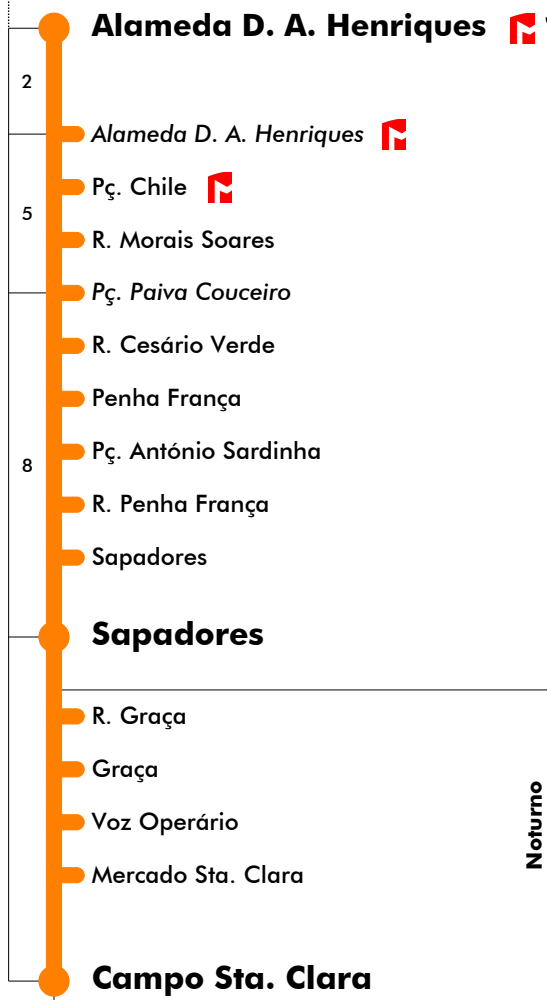 Alameda D. A. Henriques
2
Alameda D. A. Henriques
Pç. Chile
5
R. Morais Soares
Pç. Paiva Couceiro
R. Cesário Verde
Penha França
Pç. António Sardinha
8
R. Penha França
Sapadores
Sapadores
R. Graça
Graça
Voz Operário
Noturno
Mercado Sta. Clara
Campo Sta. Clara